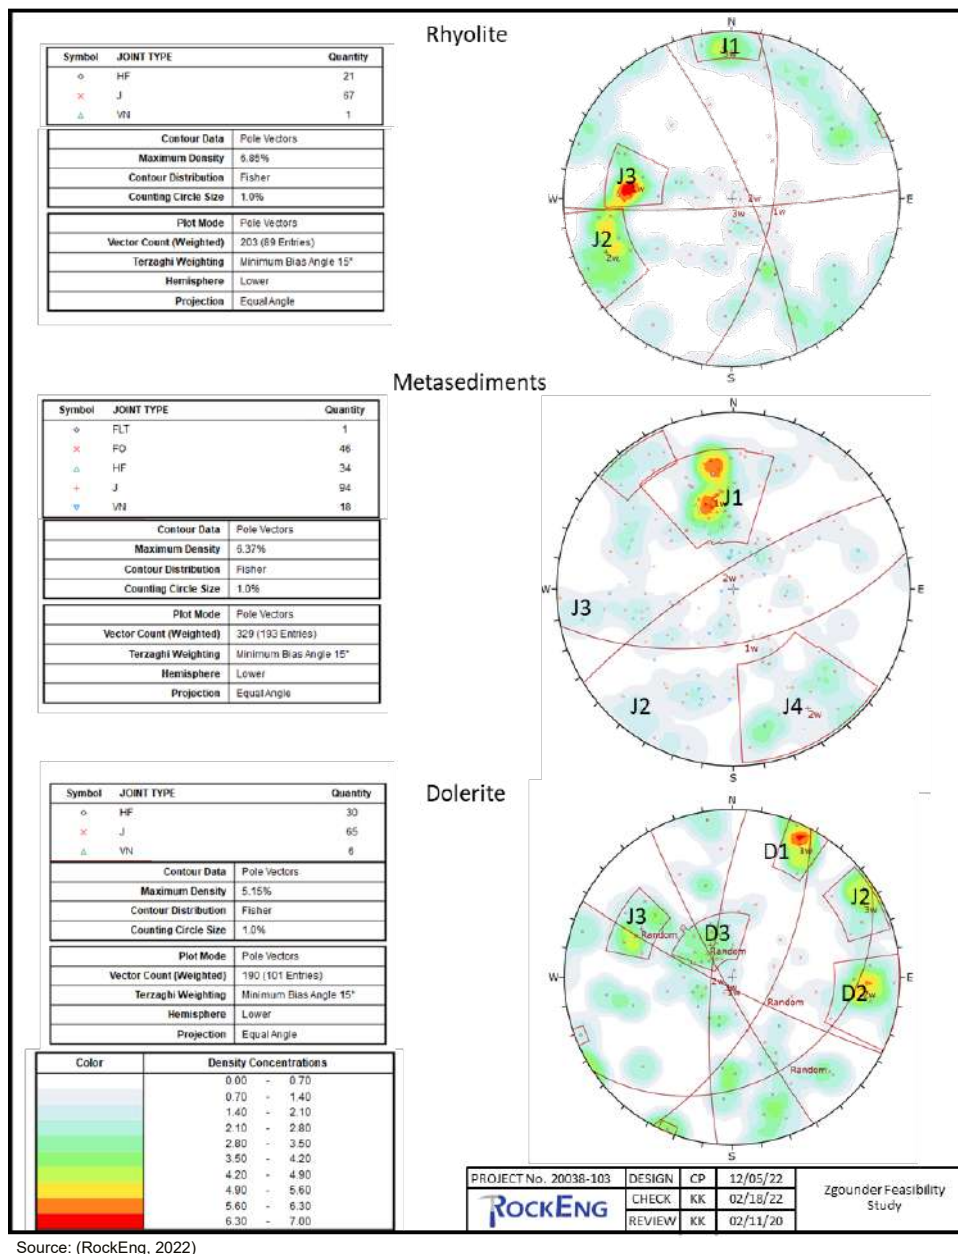 Rhyolite
Symbol JOINT TYPE Quantity
HF 21
J 67
VN 1
Contour Data Pole Vectors
Maximum Density 6.85%
Contour Distribution Fisher
Counting Circle Size 1.0%
Plot Mode Pole Vectors
Vector Count (Weighted) 203 (89 Entries)
Terzaghi Weighting Minimum Bias Angle 15°
Hemisphere Lower
Projection Equal Angle
N
J1
J3
1w
W
E
2w
3w
1w
J2
2w
S
Metasediments
Symbol JOINT TYPE Quantity
FLT 1
FO 46
HF 34
J 94
VN 18
Contour Data Pole Vectors
Maximum Density 6.37%
Contour Distribution Fisher
Counting Circle Size 1.0%
Plot Mode Pole Vectors
Vector Count (Weighted) 329 (193 Entries)
Terzaghi Weighting Minimum Bias Angle 15°
Hemisphere Lower
Projection Equal Angle
N
J1
1w
2w
W
E
J3
1w
J2
J4
2w
S
Dolerite
Symbol JOINT TYPE Quantity
HF 30
J 65
VN 6
Contour Data Pole Vectors
Maximum Density 5.15%
Contour Distribution Fisher
Counting Circle Size 1.0%
Plot Mode Pole Vectors
Vector Count (Weighted) 190 (101 Entries)
Terzaghi Weighting Minimum Bias Angle 15°
Hemisphere Lower
Projection Equal Angle
N
D1
J2
3w
J3
D3
Random
Random
W
E
2w
D2
Random
Random
S
Color Density Concentrations
0.00 - 0.70
0.70 - 1.40
1.40 - 2.10
2.10 - 2.80
2.80 - 3.50
3.50 - 4.20
4.20 - 4.90
4.90 - 5.60
5.60 - 6.30
6.30 - 7.00
PROJECT No. 20038-103 DESIGN CP 12/05/22
ROCKENG CHECK KK 02/18/22
REVIEW KK 02/11/20
Zgounder Feasibility
Study
Source: (RockEng, 2022)